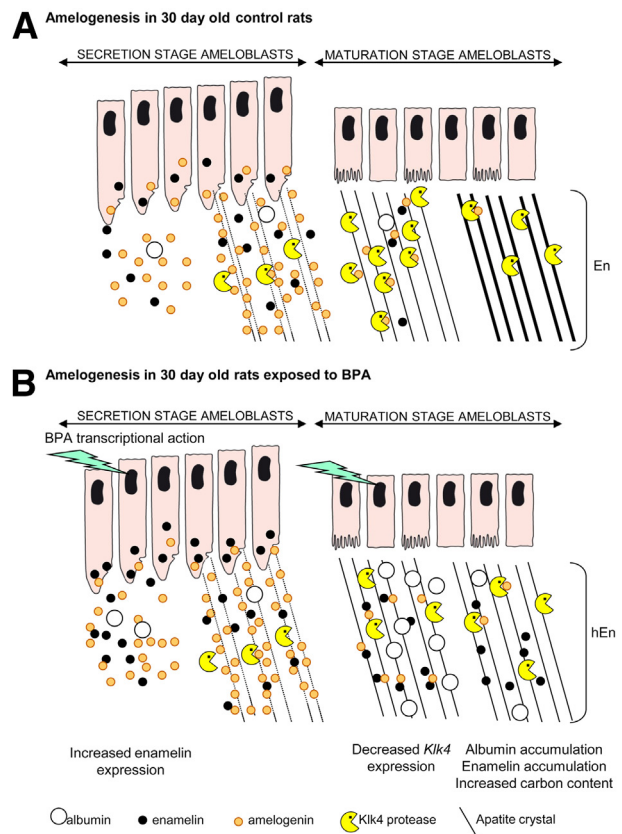 A Amelogenesis in 30 day old control rats
SECRETION STAGE AMELOBLASTS MATURATION STAGE AMELOBLASTS
En
B Amelogenesis in 30 day old rats exposed to BPA
SECRETION STAGE AMELOBLASTS MATURATION STAGE AMELOBLASTS
BPA transcriptional action
hEn
Increased enamelin
expression
Decreased Klk4
expression
Albumin accumulation
Enamelin accumulation
Increased carbon content
albumin enamelin amelogenin Klk4 protease Apatite crystal